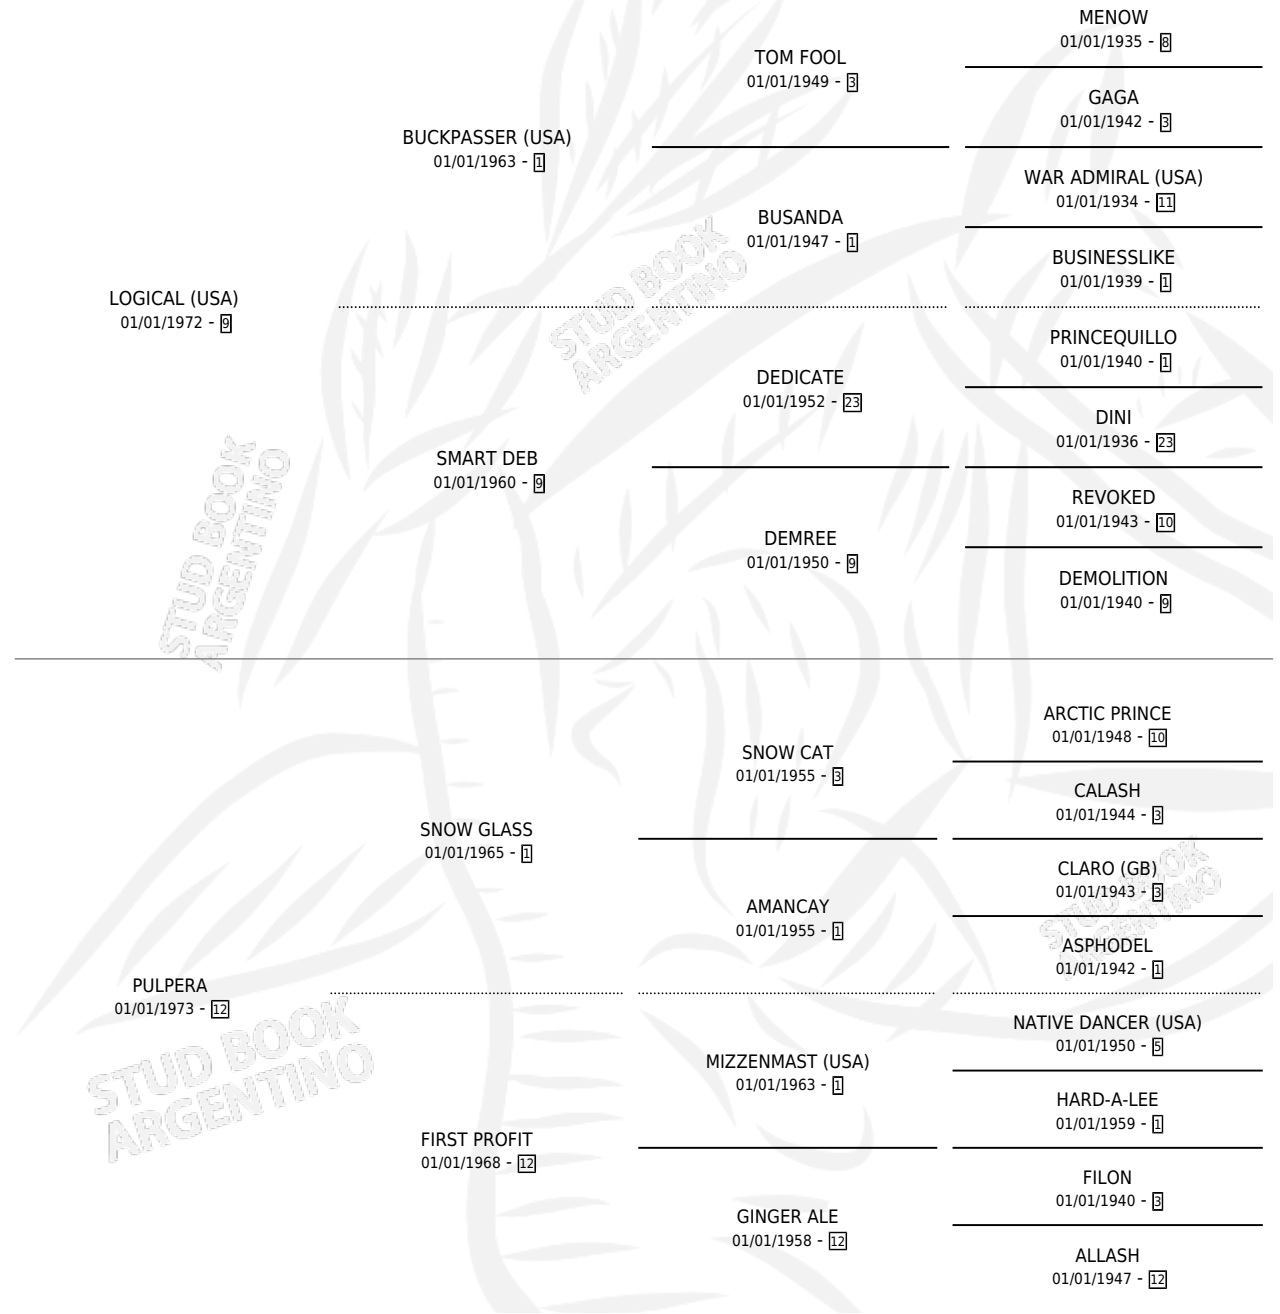 MENOW
01/01/1935 - 8
TOM FOOL
01/01/1949 - 3
GAGA
01/01/1942 - 3
BUCKPASSER (USA)
01/01/1963 - 1
WAR ADMIRAL (USA)
01/01/1934 - 11
BUSANDA
01/01/1947 - 1
BUSINESSLIKE
01/01/1939 - 1
LOGICAL (USA)
01/01/1972 - 9
PRINCEQUILLO
01/01/1940 - 1
DEDICATE
01/01/1952 - 23
DINI
01/01/1936 - 23
SMART DEB
01/01/1960 - 9
REVOKED
01/01/1943 - 10
DEMREE
01/01/1950 - 9
DEMOLITION
01/01/1940 - 9
ARCTIC PRINCE
01/01/1948 - 10
SNOW CAT
01/01/1955 - 3
CALASH
01/01/1944 - 3
SNOW GLASS
01/01/1965 - 1
CLARO (GB)
01/01/1943 - 3
AMANCAY
01/01/1955 - 1
ASPHODEL
01/01/1942 - 1
PULPERA
01/01/1973 - 12
NATIVE DANCER (USA)
01/01/1950 - 5
MIZZENMAST (USA)
01/01/1963 - 1
HARD-A-LEE
01/01/1959 - 1
FIRST PROFIT
01/01/1968 - 12
FILON
01/01/1940 - 3
GINGER ALE
01/01/1958 - 12
ALLASH
01/01/1947 - 12
STUD BOOK
ARGENTINO
STUD BOOK
ARGENTINO
STUD BOOK
ARGENTINO
STUD BOOK
ARGENTINO